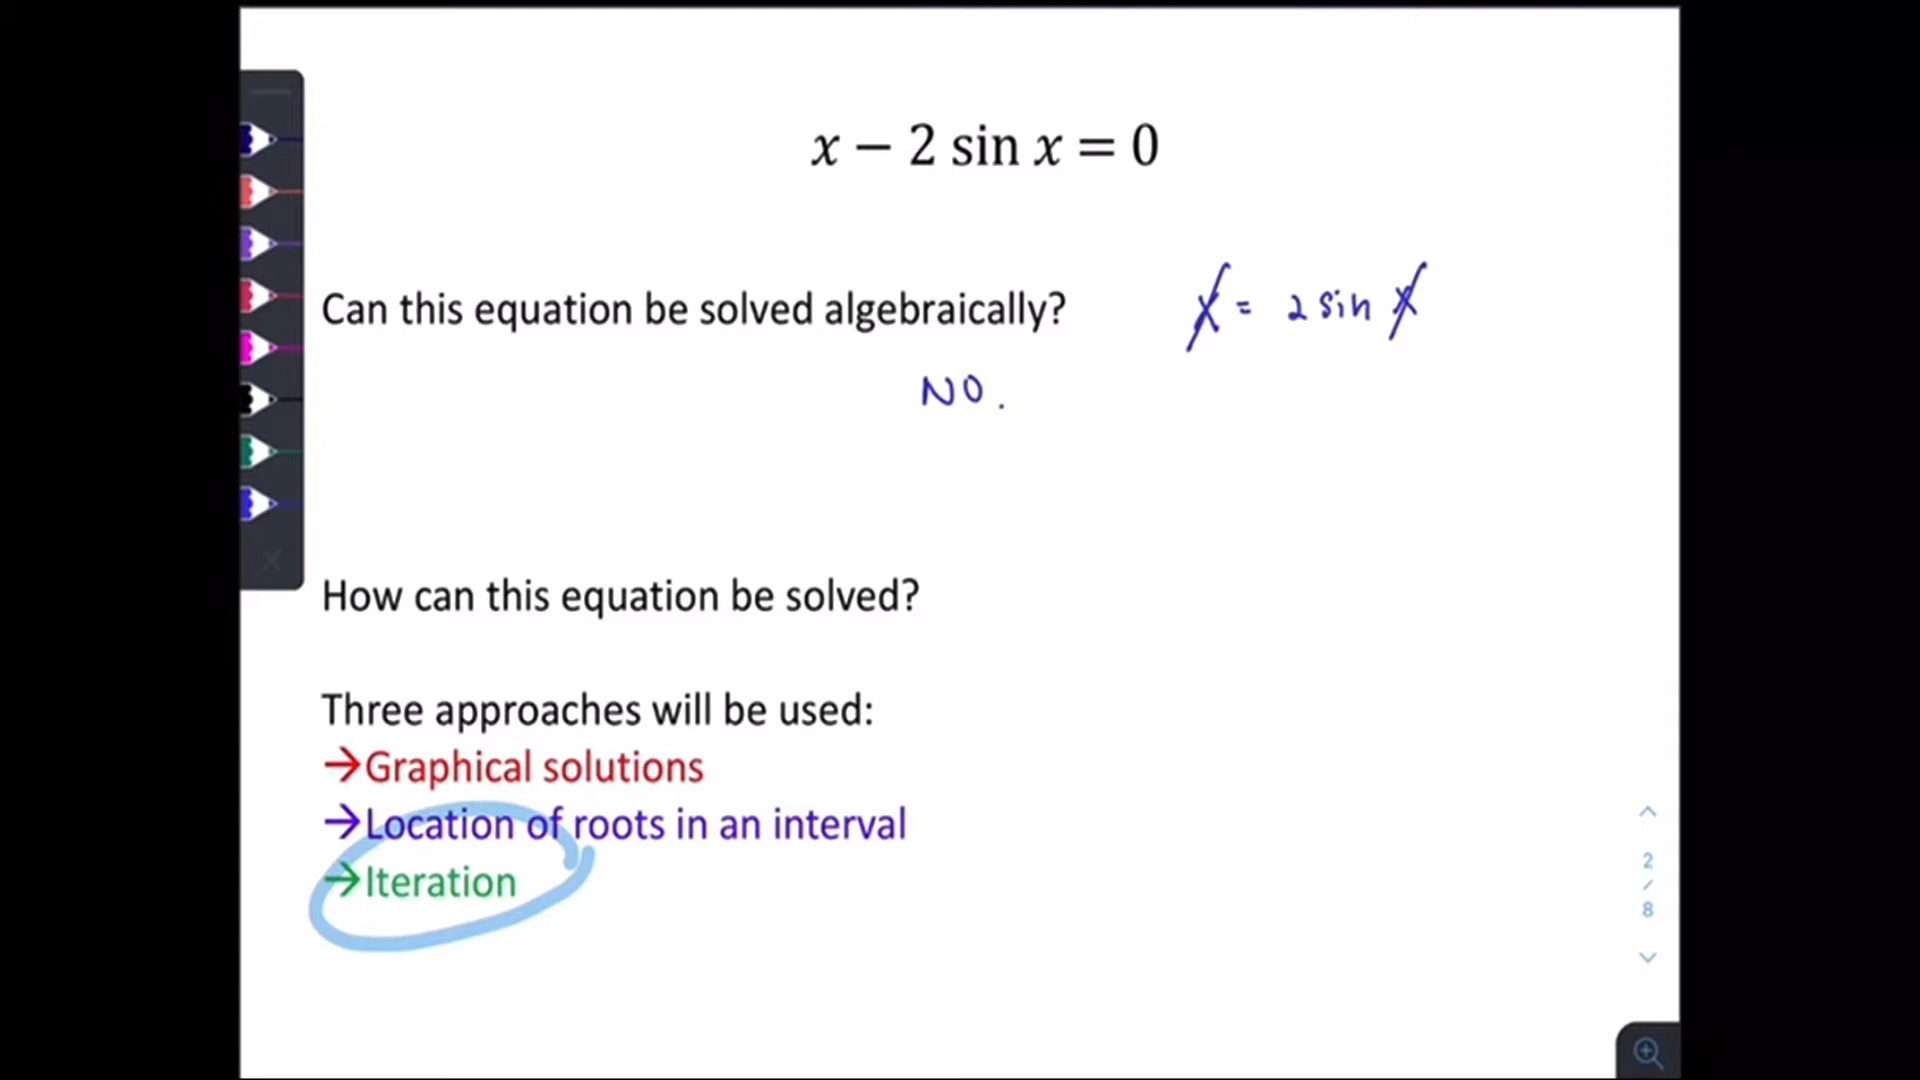 x − 2 sin x = 0
Can this equation be solved algebraically?
x = 2 sin x
NO.
How can this equation be solved?
Three approaches will be used:
→Graphical solutions
→Location of roots in an interval
→Iteration
2
/
8